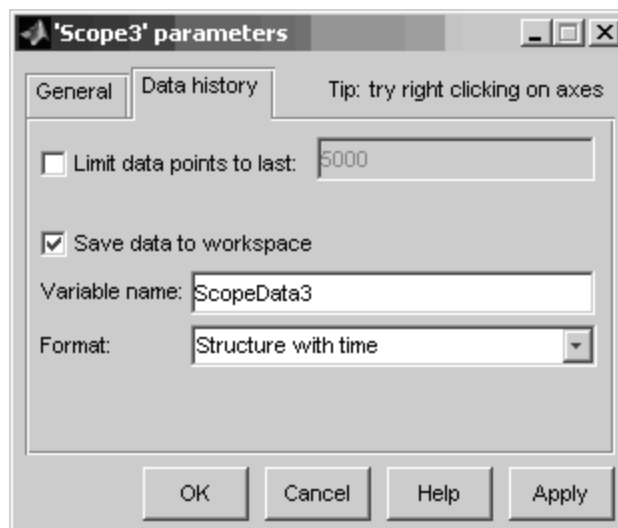 'Scope3' parameters
General Data history Tip: try right clicking on axes
Limit data points to last: 5000
Save data to workspace
Variable name: ScopeData3
Format: Structure with time
OK Cancel Help Apply